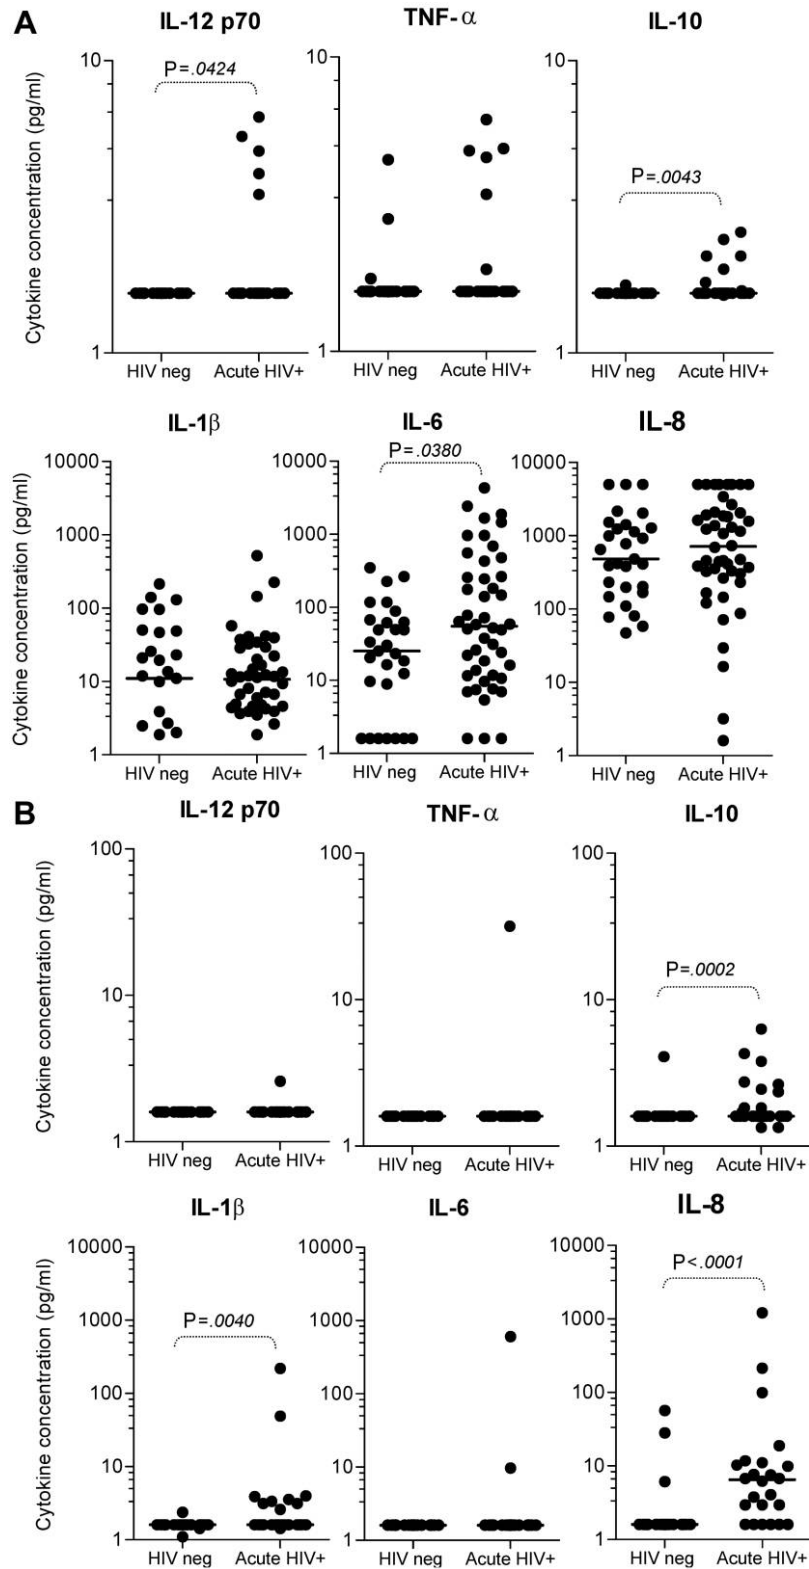 A
IL-12 p70
TNF- α
IL-10
Cytokine concentration (pg/ml)
10
P=.0424
1
HIV neg
Acute HIV+
10
1
HIV neg
Acute HIV+
10
P=.0043
1
HIV neg
Acute HIV+
IL-1β
IL-6
IL-8
Cytokine concentration (pg/ml)
10000
1000
100
10
1
HIV neg
Acute HIV+
10000
P=.0380
1000
100
10
1
HIV neg
Acute HIV+
10000
1000
100
10
1
HIV neg
Acute HIV+
B
IL-12 p70
TNF- α
IL-10
Cytokine concentration (pg/ml)
100
10
1
HIV neg
Acute HIV+
100
10
1
HIV neg
Acute HIV+
100
P=.0002
10
1
HIV neg
Acute HIV+
IL-1β
IL-6
IL-8
Cytokine concentration (pg/ml)
10000
1000
P=.0040
100
10
1
HIV neg
Acute HIV+
10000
1000
100
10
1
HIV neg
Acute HIV+
10000
P<.0001
1000
100
10
1
HIV neg
Acute HIV+